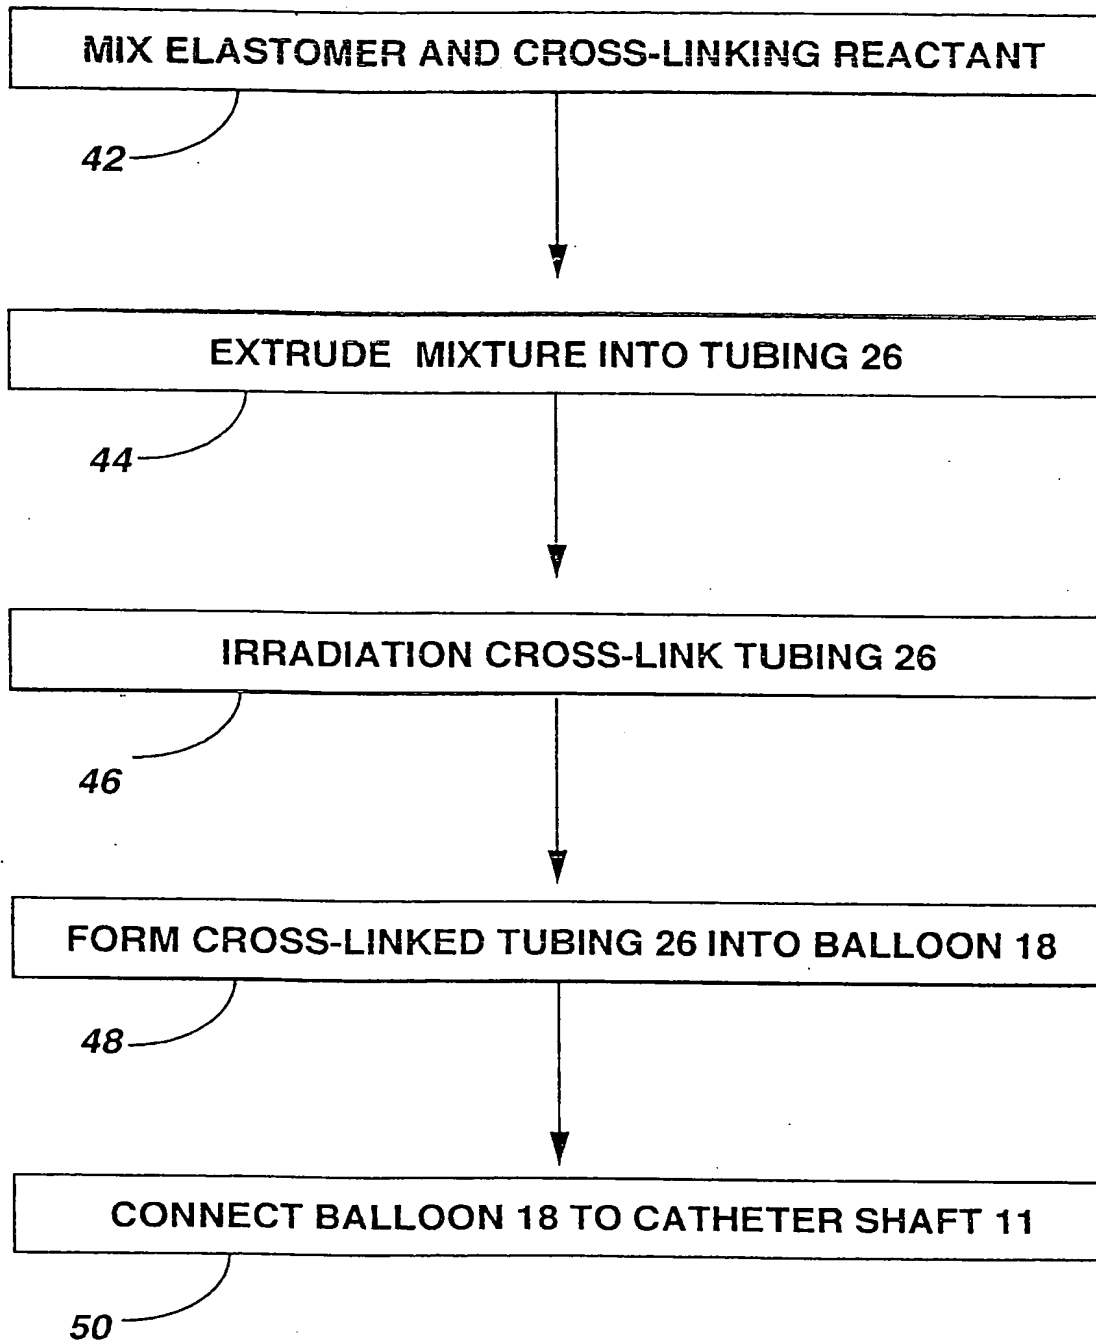 MIX ELASTOMER AND CROSS-LINKING REACTANT
42
EXTRUDE MIXTURE INTO TUBING 26
44
IRRADIATION CROSS-LINK TUBING 26
46
FORM CROSS-LINKED TUBING 26 INTO BALLOON 18
48
CONNECT BALLOON 18 TO CATHETER SHAFT 11
50